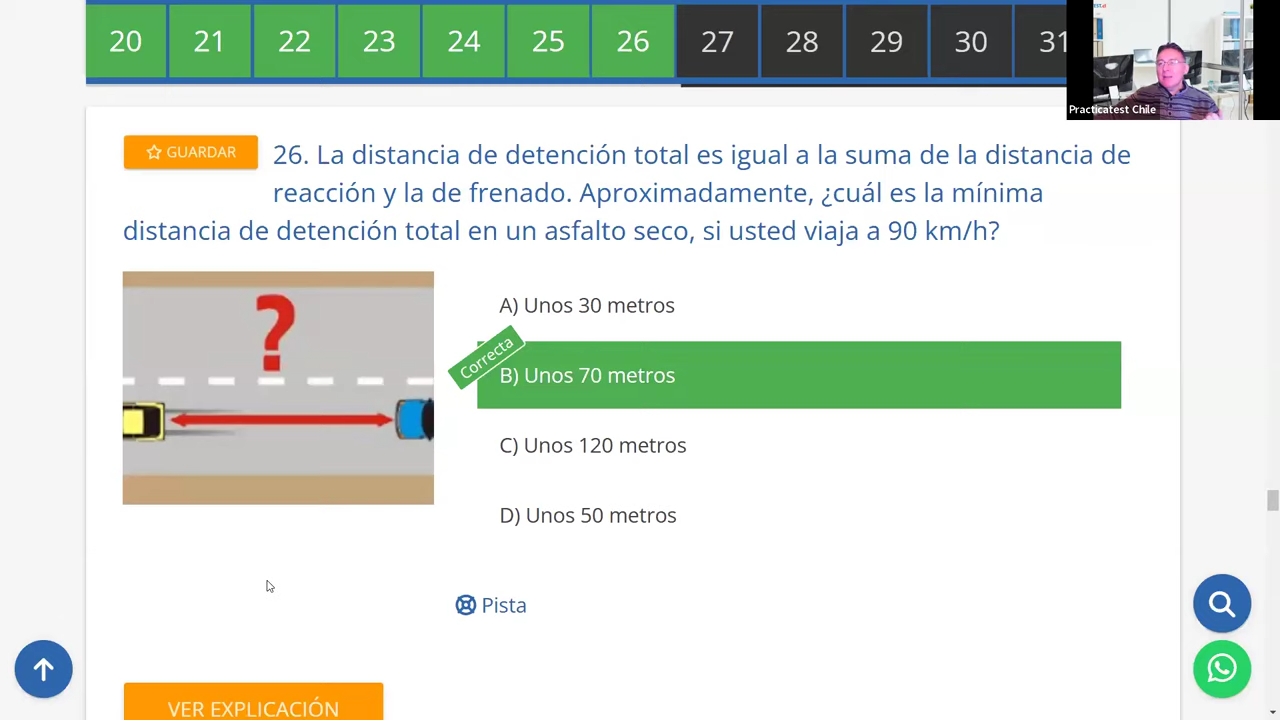 20 21 22 23 24 25 26 27 28 29 30 31
Practicatest Chile
GUARDAR
26. La distancia de detención total es igual a la suma de la distancia de
reacción y la de frenado. Aproximadamente, ¿cuál es la mínima
distancia de detención total en un asfalto seco, si usted viaja a 90 km/h?
?
A) Unos 30 metros
Correcta
B) Unos 70 metros
C) Unos 120 metros
D) Unos 50 metros
Pista
VER EXPLICACIÓN